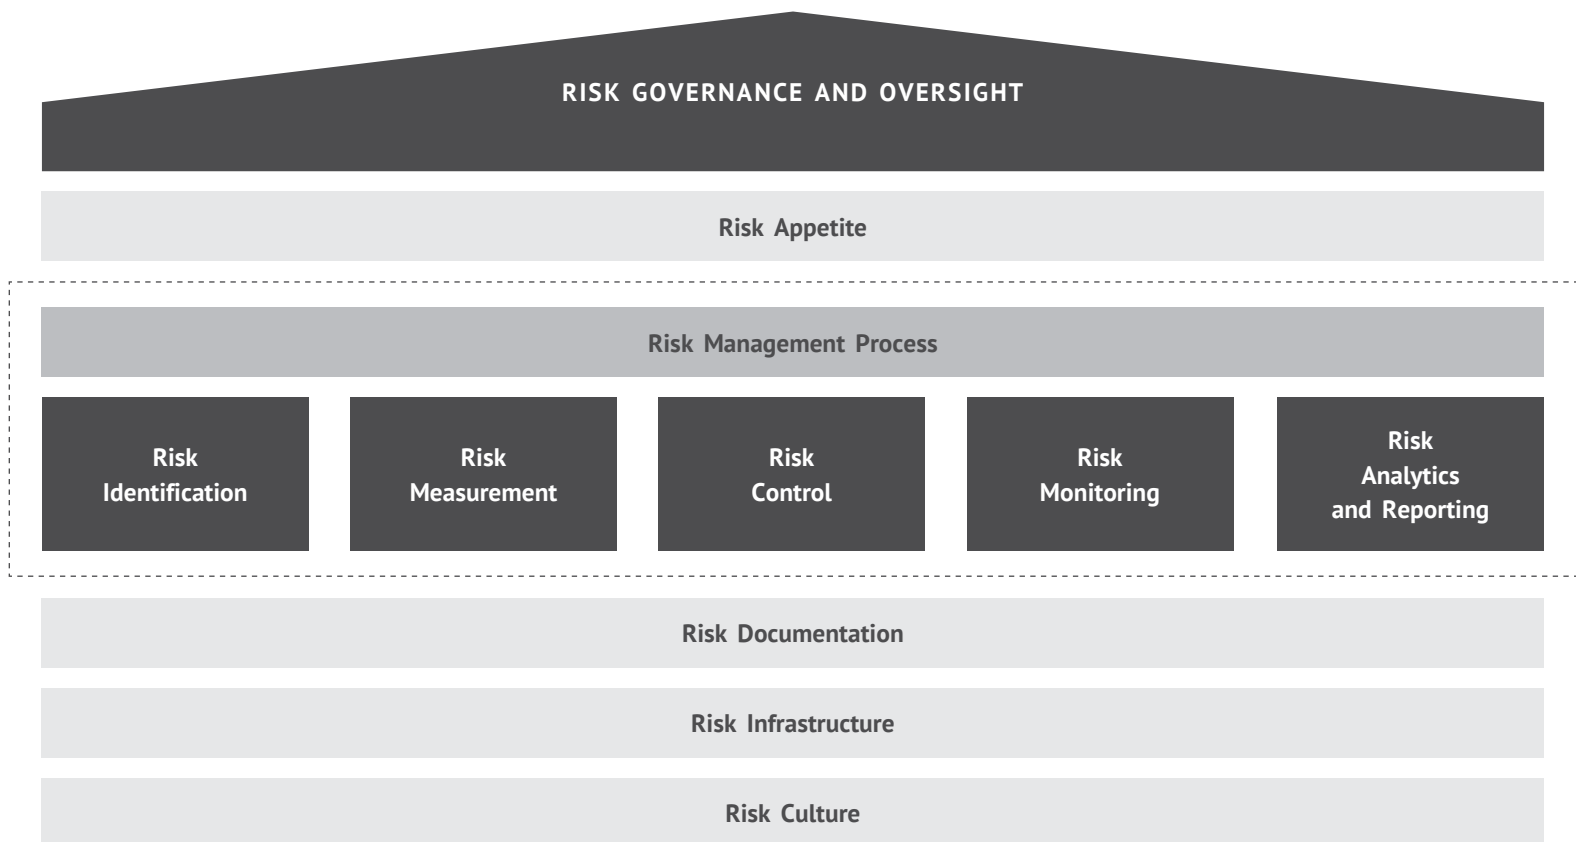 RISK GOVERNANCE AND OVERSIGHT
Risk Appetite
Risk Management Process
Risk
Identification
Risk
Measurement
Risk
Control
Risk
Monitoring
Risk
Analytics
and Reporting
Risk Documentation
Risk Infrastructure
Risk Culture